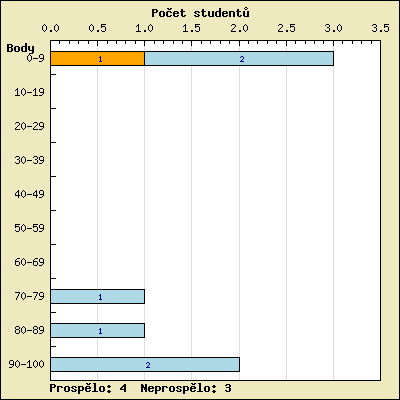 Počet studentů
0.0 0.5 1.0 1.5 2.0 2.5 3.0 3.5
Body
0-9 1 2
10-19
20-29
30-39
40-49
50-59
60-69
70-79 1
80-89 1
90-100 2
Prospělo: 4 Neprospělo: 3